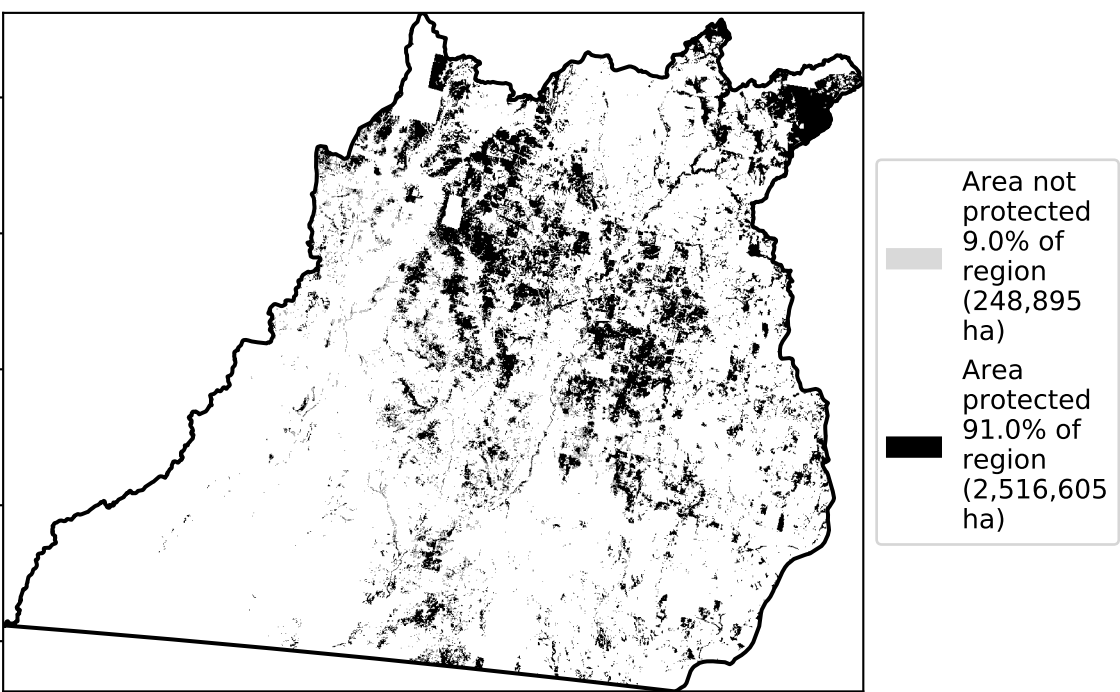 Area not
protected
9.0% of
region
(248,895
ha)
Area
protected
91.0% of
region
(2,516,605
ha)